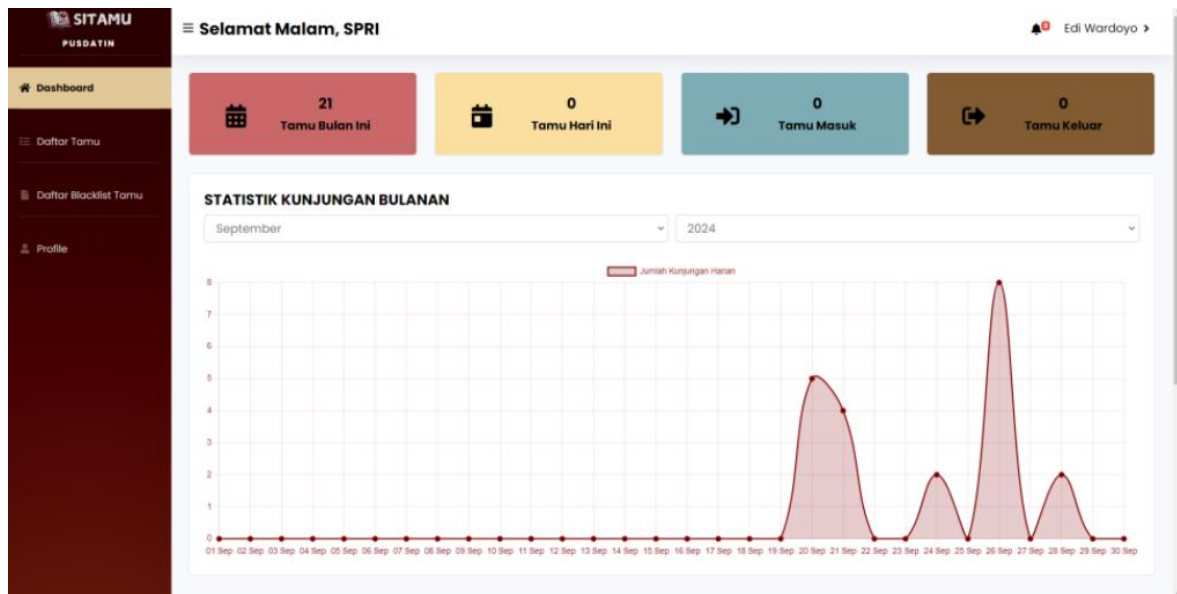 SITAMU
PUSDATIN
Dashboard
Daftar Tamu
Daftar Blacklist Tamu
Profile
Selamat Malam, SPRI
Edi Wardoyo
21
Tamu Bulan Ini
0
Tamu Hari Ini
0
Tamu Masuk
0
Tamu Keluar
STATISTIK KUNJUNGAN BULANAN
September
2024
Jumlah Kunjungan Harian
8
7
6
5
4
3
2
1
0
01 Sep 02 Sep 03 Sep 04 Sep 05 Sep 06 Sep 07 Sep 08 Sep 09 Sep 10 Sep 11 Sep 12 Sep 13 Sep 14 Sep 15 Sep 16 Sep 17 Sep 18 Sep 19 Sep 20 Sep 21 Sep 22 Sep 23 Sep 24 Sep 25 Sep 26 Sep 27 Sep 28 Sep 29 Sep 30 Sep